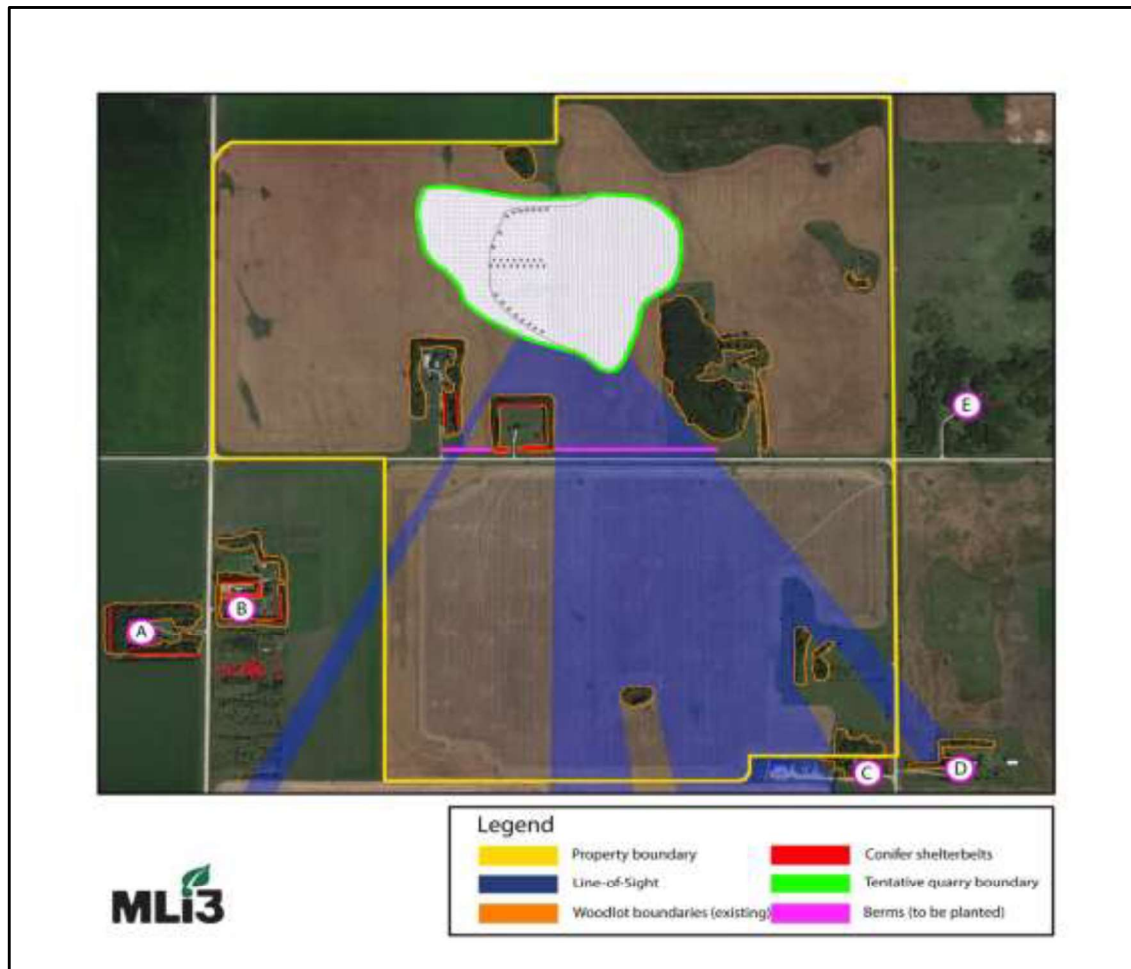 E
B
A
C
D
Legend
Property boundary
Conifer shelterbelts
Line-of-Sight
Tentative quarry boundary
Woodlot boundaries (existing)
Berms (to be planted)
MLi3